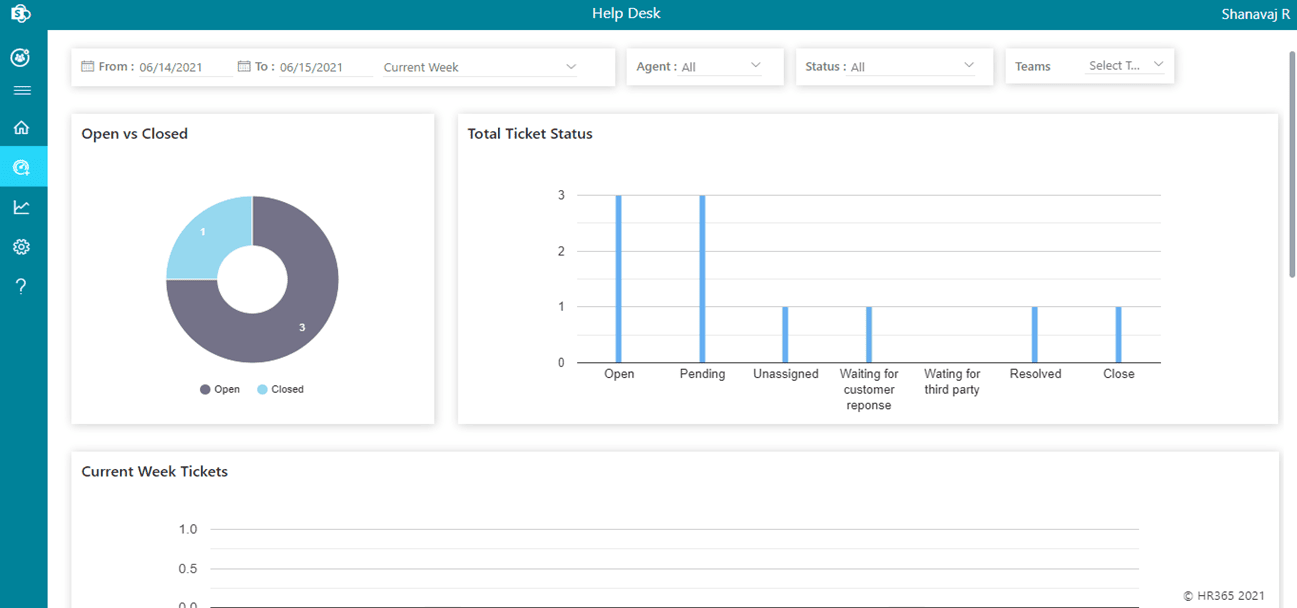 S
Help Desk
Shanavaj R
From : 06/14/2021 To : 06/15/2021 Current Week
Agent : All
Status : All
Teams Select T...
Open vs Closed
1
3
Open Closed
Total Ticket Status
3
2
1
0
Open
Pending
Unassigned
Waiting for
customer
reponse
Wating for
third party
Resolved
Close
Current Week Tickets
1.0
0.5
0.0
© HR365 2021